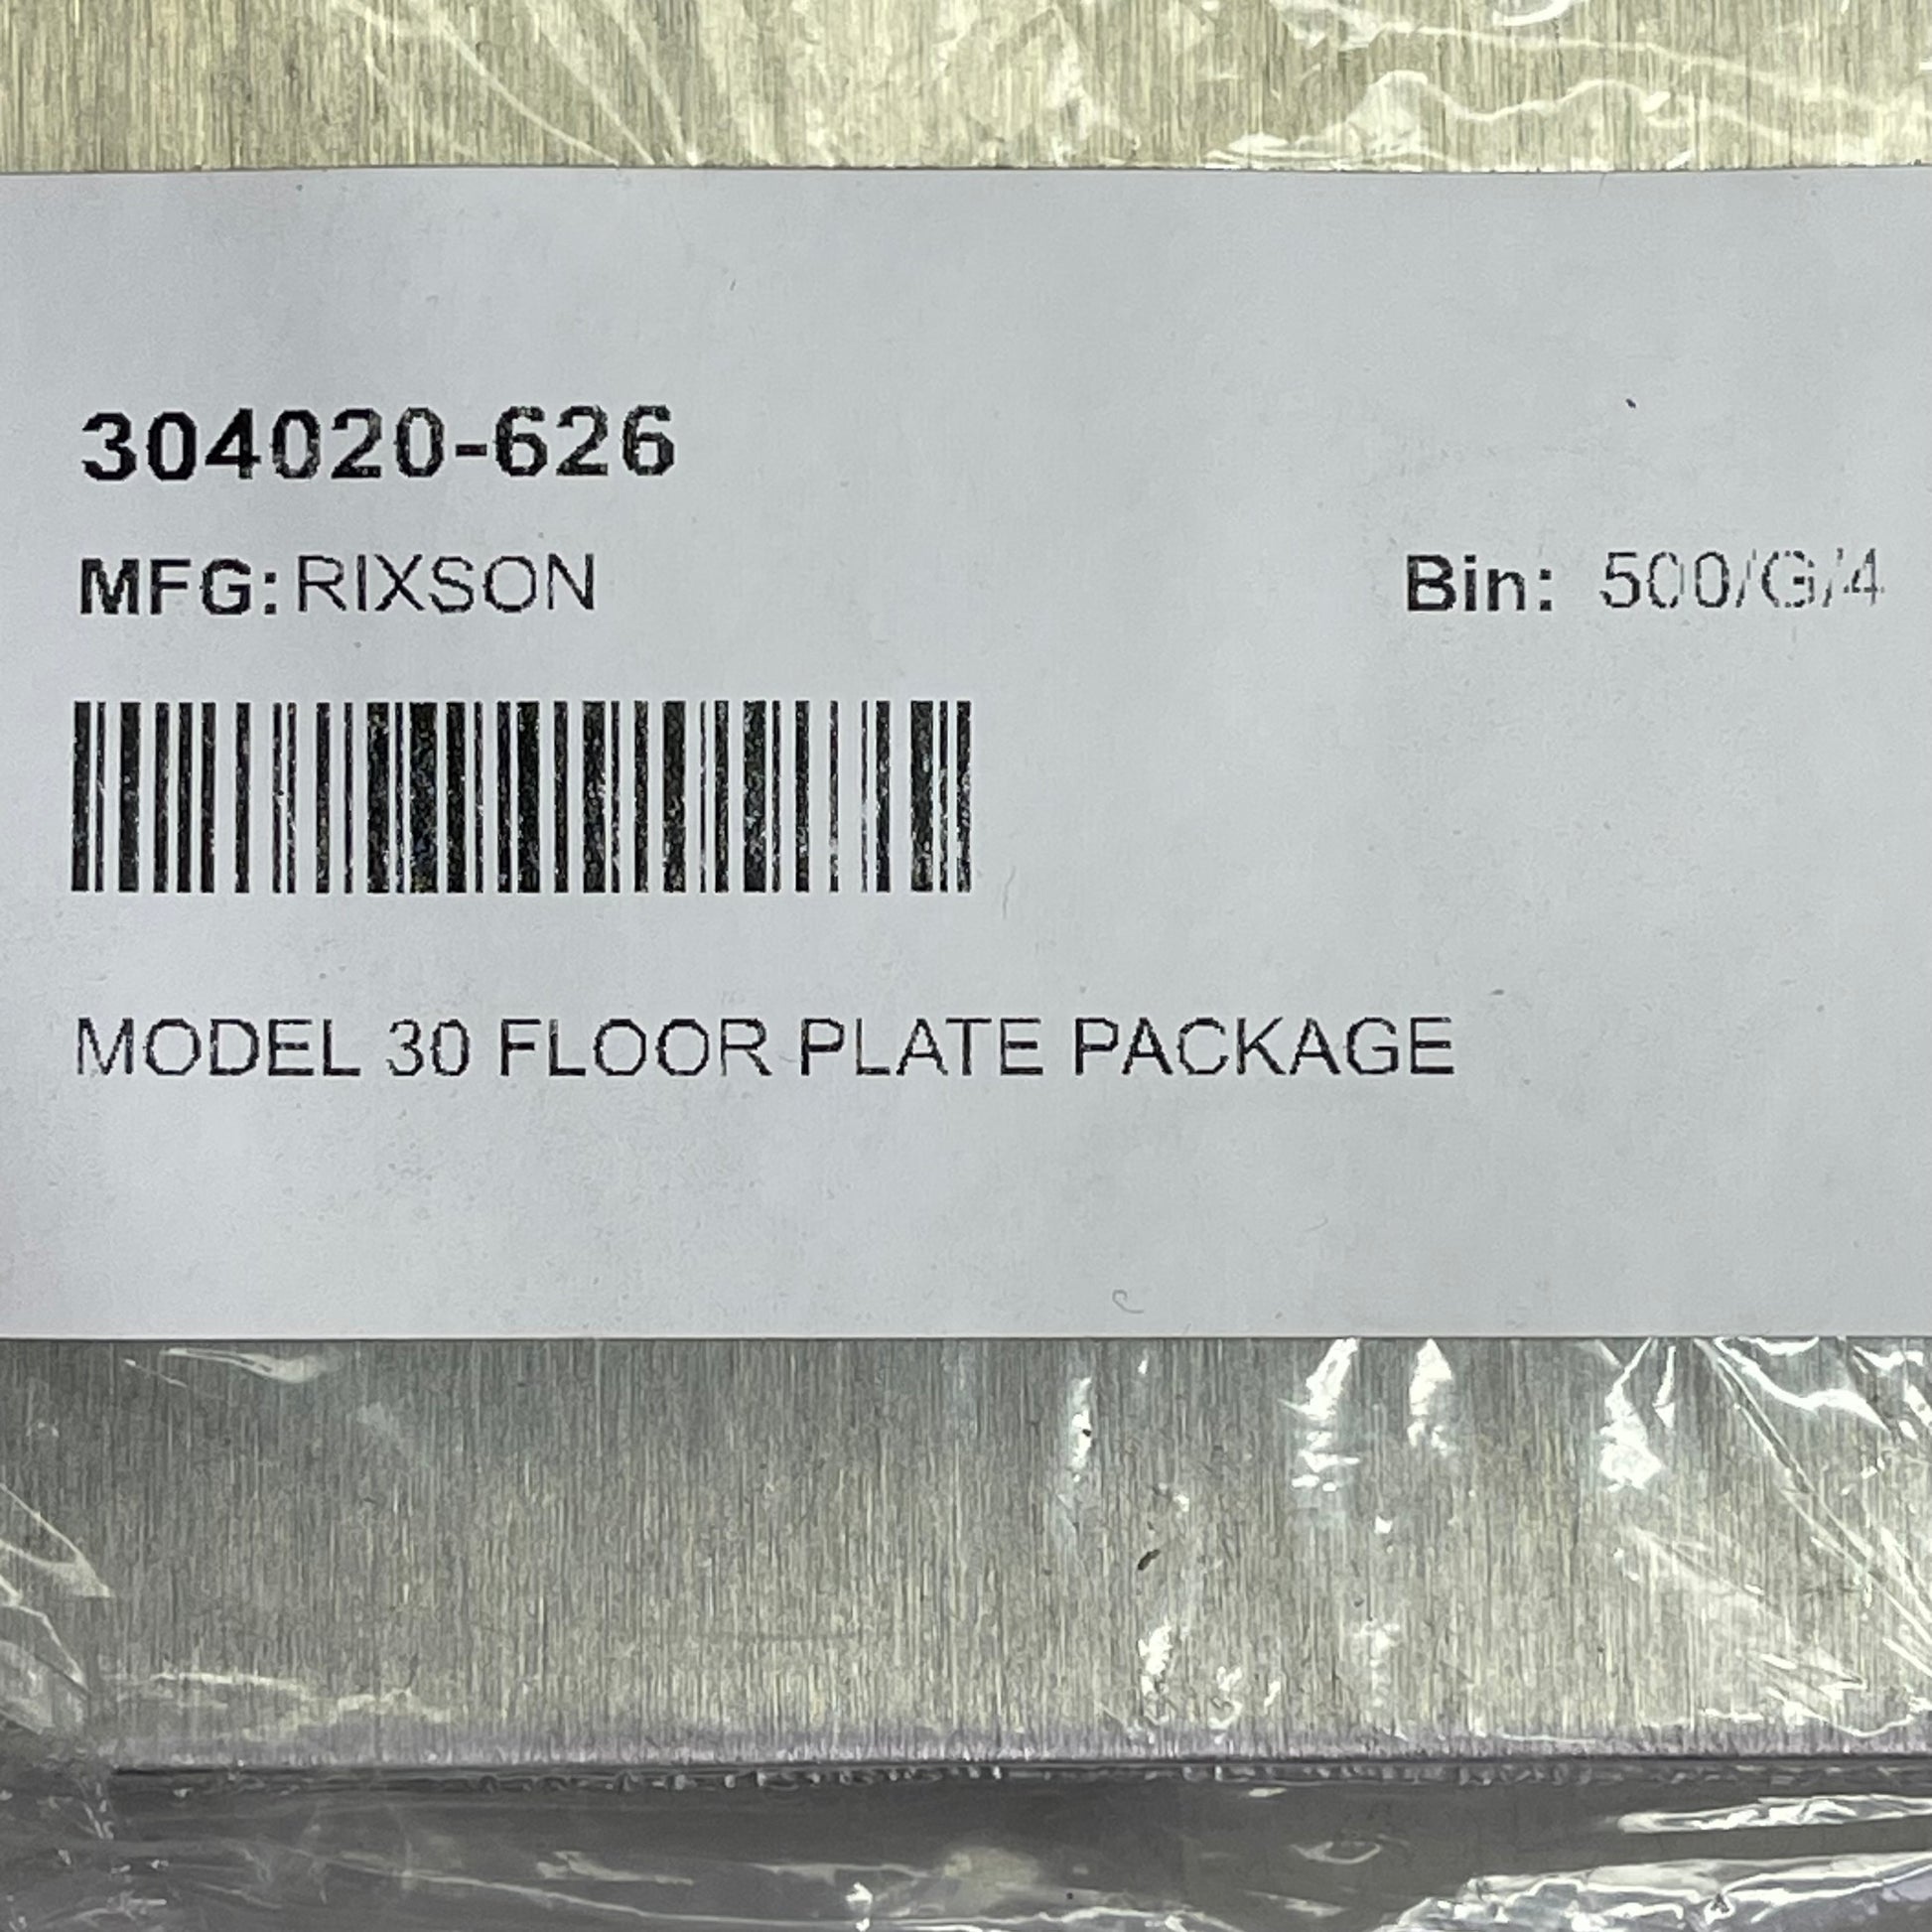 304020-626
MFG: RIXSON
Bin: 500/G/4
MODEL 30 FLOOR PLATE PACKAGE